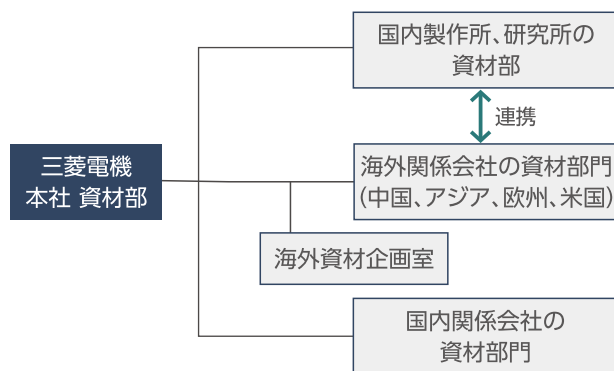 国内製作所、研究所の
資材部
連携
三菱電機
本社 資材部
海外関係会社の資材部門
(中国、アジア、欧州、米国)
海外資材企画室
国内関係会社の
資材部門